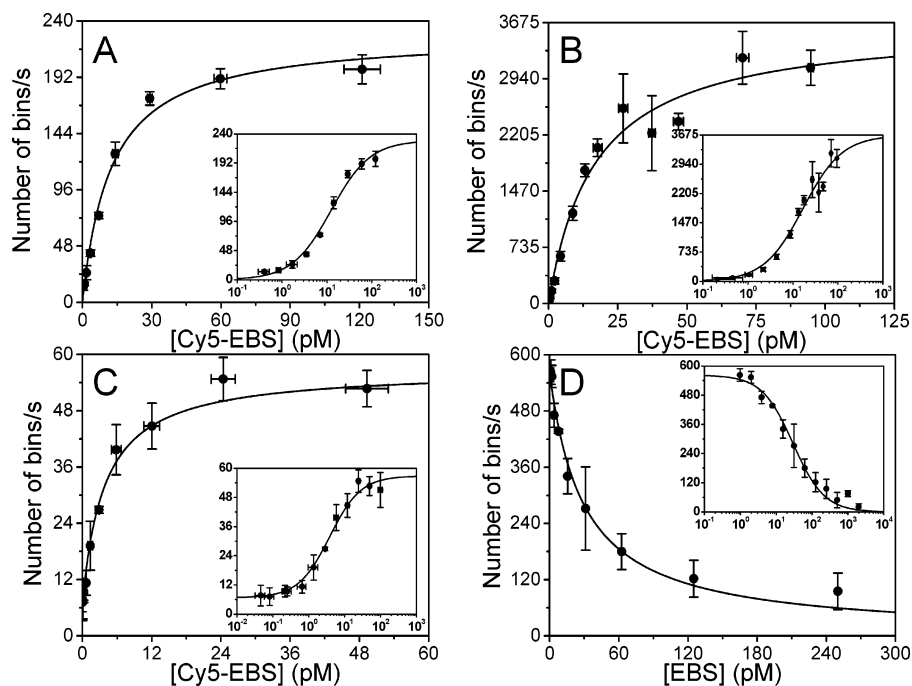 A
Number of bins/s
240
192
144
96
48
0
0 30 60 90 120 150
[Cy5-EBS] (pM)
240
192
144
96
48
0
10-1 100 101 102 103
B
Number of bins/s
3675
2940
2205
1470
735
0
0 25 50 75 100 125
[Cy5-EBS] (pM)
3675
2940
2205
1470
735
0
10-1 100 101 102 103
C
Number of bins/s
60
48
36
24
12
0
0 12 24 36 48 60
[Cy5-EBS] (pM)
60
48
36
24
12
0
10-2 10-1 100 101 102 103
D
Number of bins/s
600
480
360
240
120
0
0 60 120 180 240 300
[EBS] (pM)
600
480
360
240
120
0
10-1 100 101 102 103 104